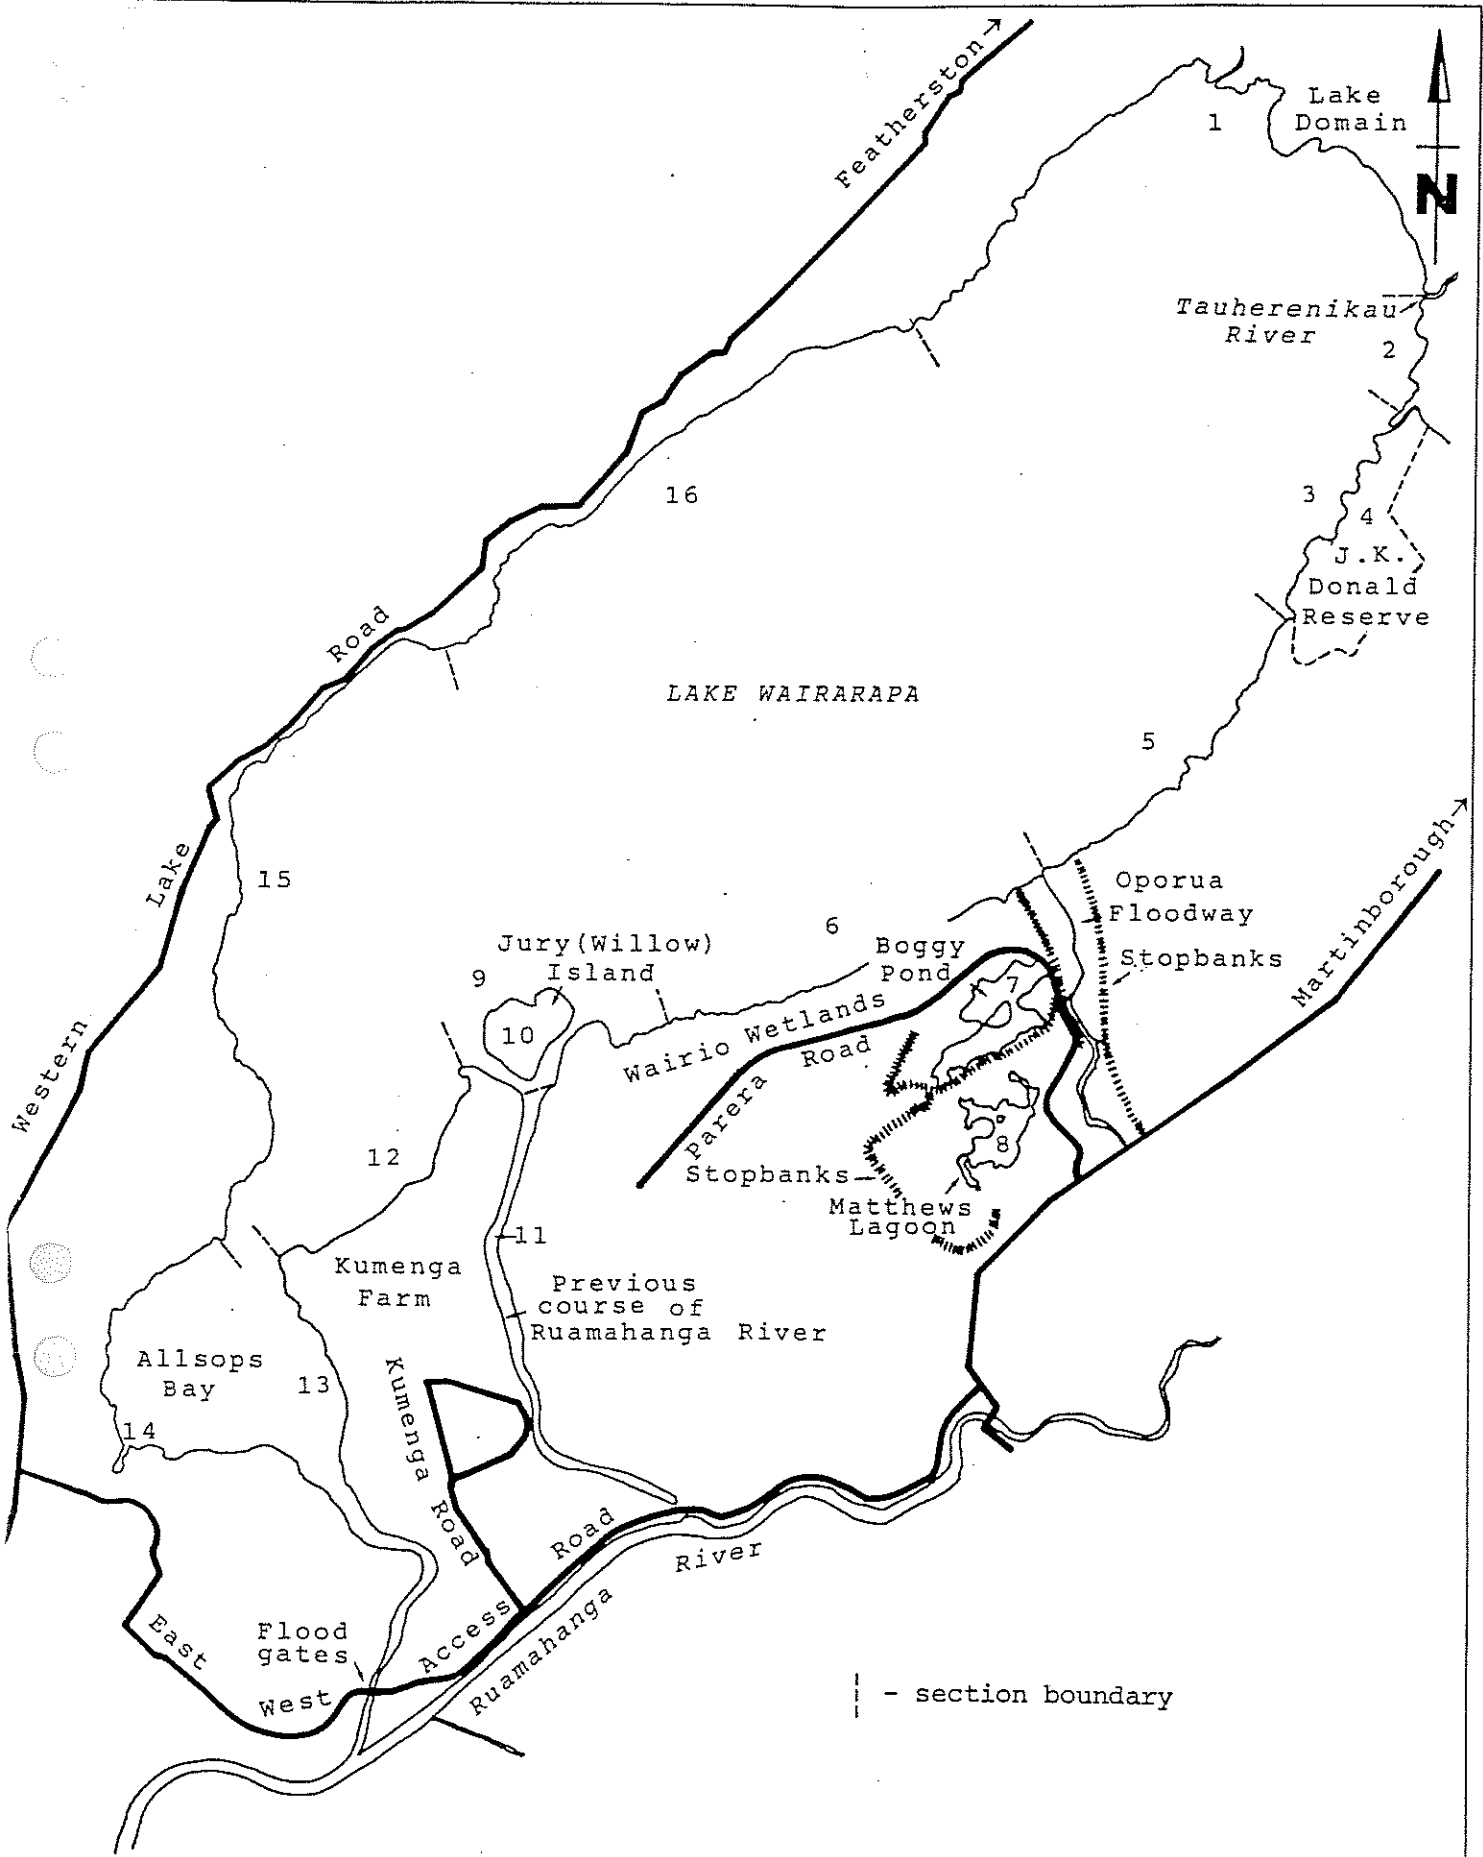 Featherston →
1
Lake
Domain
N
Tauherenikau
River
2
16
3
4
J.K.
Donald
Reserve
Road
LAKE WAIRARAPA
5
Martinborough →
Lake
15
Oporua
Floodway
6
Jury(Willow)
Island
Boggy
Pond
Stopbanks
9
7
10
Wairio Wetlands
Western
Parera Road
12
8
Stopbanks
Matthews
Lagoon
11
Kumenga
Farm
Previous
course of
Ruamahanga River
Allsops
Bay
13
Kumenga Road
14
East West Access Road
Ruamahanga River
Flood
gates
- section boundary